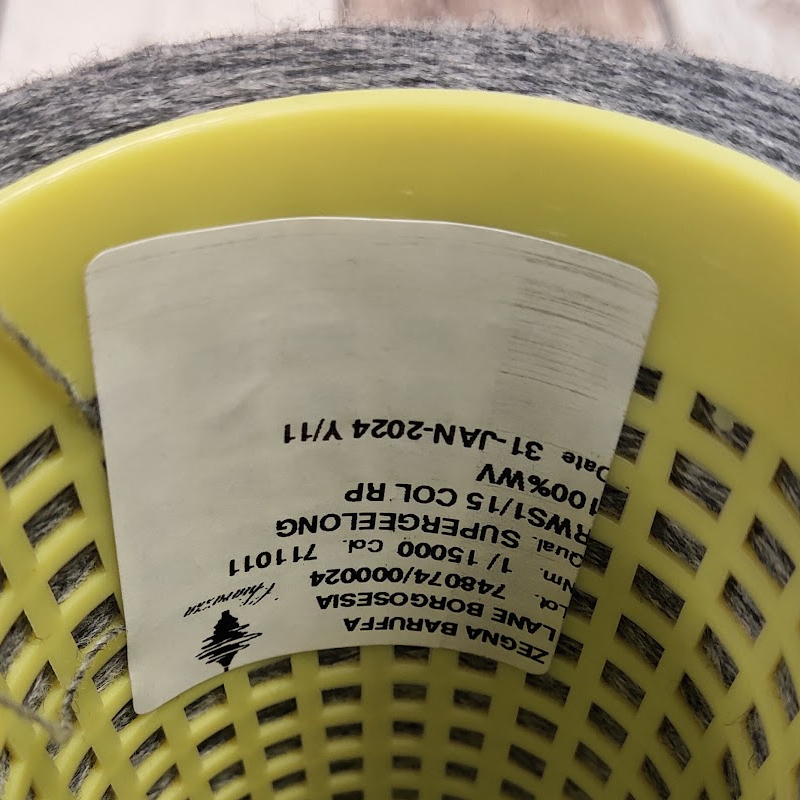 ZEGNA BARUFFA
LANE BORGOSESIA
Lot. 748074/000024
Nm. 1/ 15000 Col. 711011
Qual. SUPERGEELONG
RWS1/15 COL RP
100%WV
Date 31-JAN-2024 Y/11